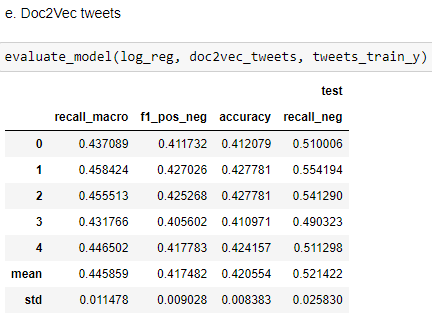 e. Doc2Vec tweets
evaluate_model(log_reg, doc2vec_tweets, tweets_train_y)
test
recall_macro f1_pos_neg accuracy recall_neg
0 0.437089 0.411732 0.412079 0.510006
1 0.458424 0.427026 0.427781 0.554194
2 0.455513 0.425268 0.427781 0.541290
3 0.431766 0.405602 0.410971 0.490323
4 0.446502 0.417783 0.424157 0.511298
mean 0.445859 0.417482 0.420554 0.521422
std 0.011478 0.009028 0.008383 0.025830